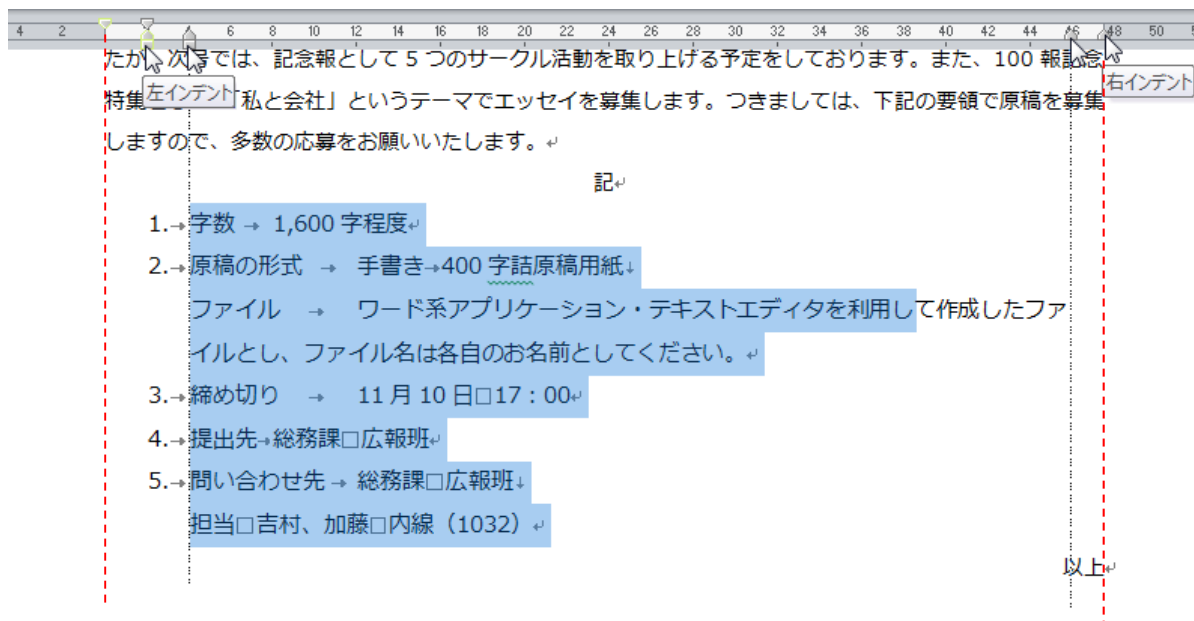 4 2 6 8 10 12 14 16 18 20 22 24 26 28 30 32 34 36 38 40 42 44 46 48 50
たが、次号では、記念報として 5 つのサークル活動を取り上げる予定をしております。また、100 報記念
左インデント
右インデント
特集「私と会社」というテーマでエッセイを募集します。つきましては、下記の要領で原稿を募集
しますので、多数の応募をお願いいたします。↵
記↵
1.→字数 → 1,600 字程度↵
2.→原稿の形式 → 手書き→400 字詰原稿用紙↓
ファイル → ワード系アプリケーション・テキストエディタを利用して作成したファ
イルとし、ファイル名は各自のお名前としてください。↵
3.→締め切り → 11 月 10 日□17：00↵
4.→提出先→総務課□広報班↵
5.→問い合わせ先 → 総務課□広報班↓
担当□吉村、加藤□内線（1032）↵
以上↵